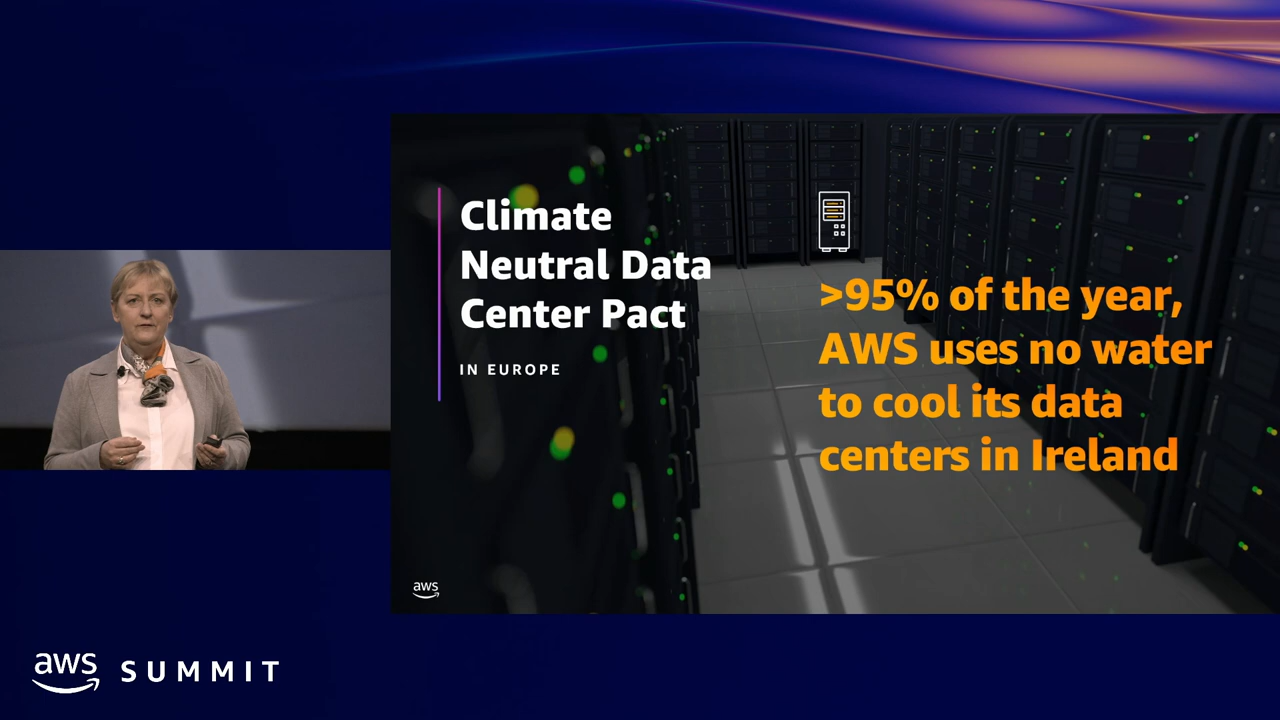 Climate
Neutral Data
Center Pact
IN EUROPE
>95% of the year,
AWS uses no water
to cool its data
centers in Ireland
aws
aws SUMMIT